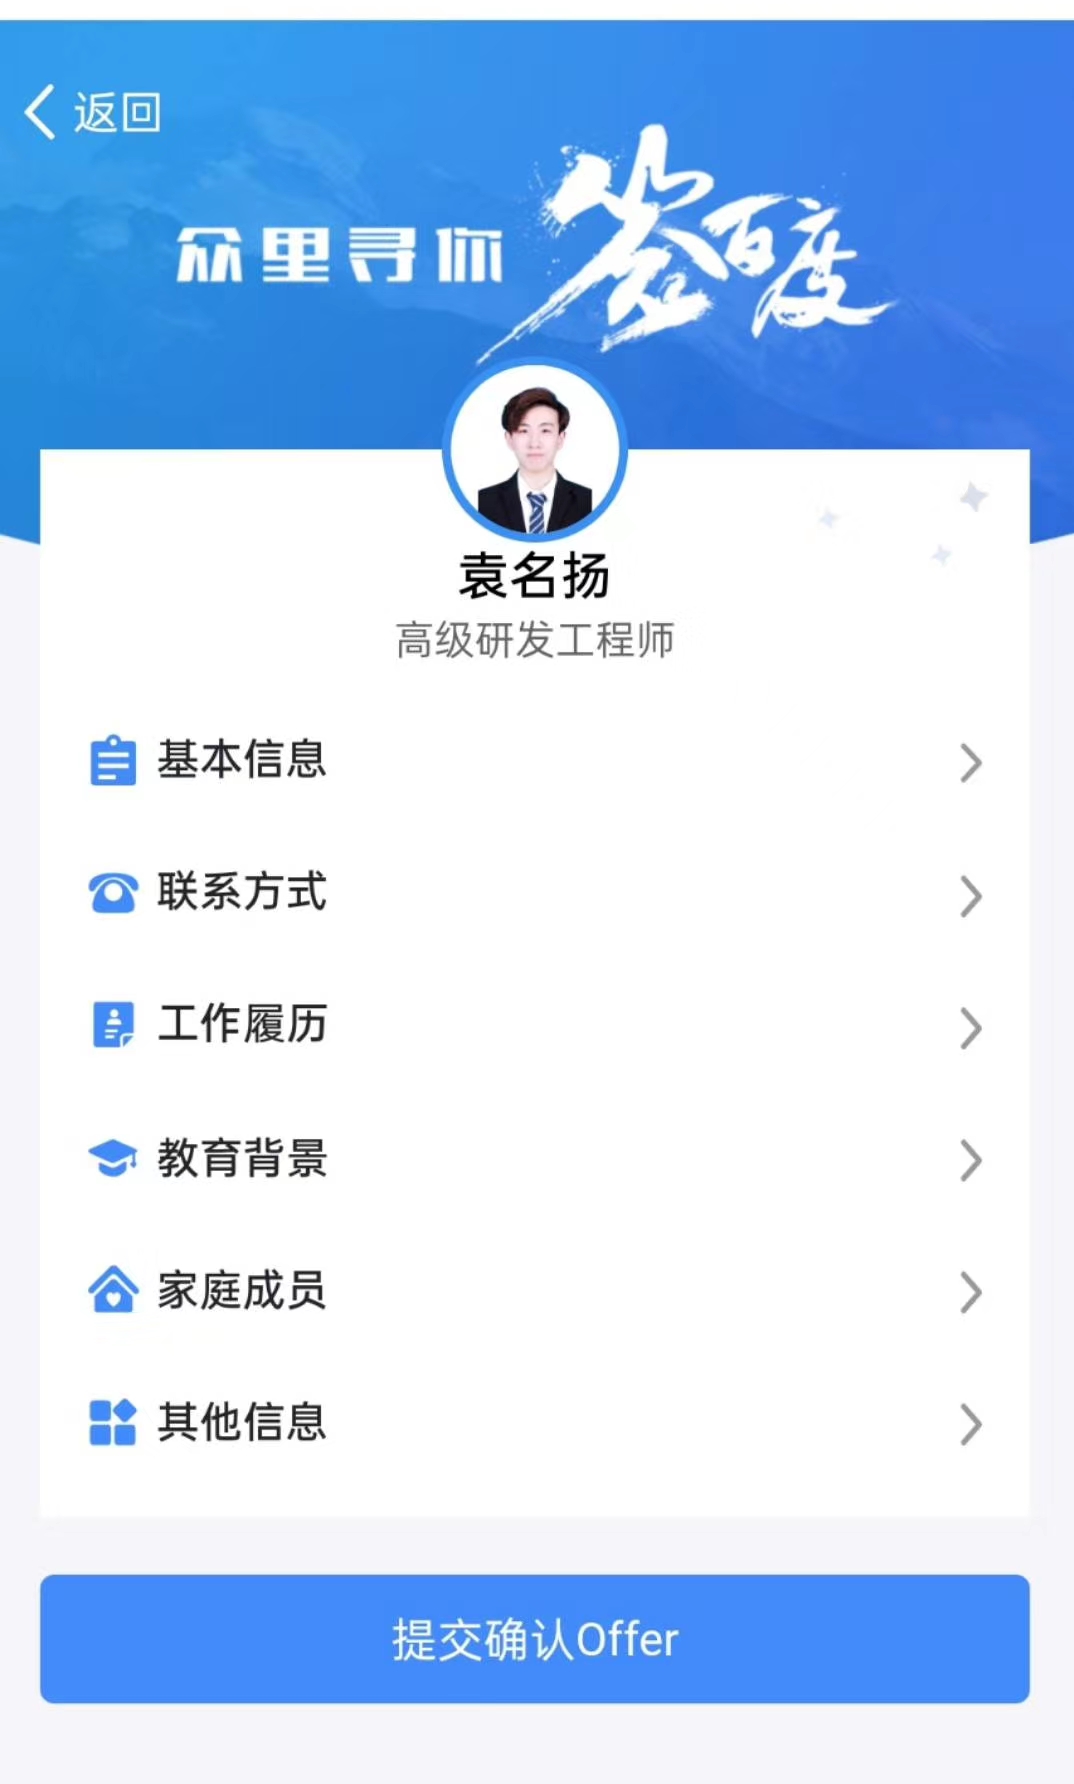 返回
众里寻你 答百度
袁名扬
高级研发工程师
基本信息
联系方式
工作履历
教育背景
家庭成员
其他信息
提交确认Offer